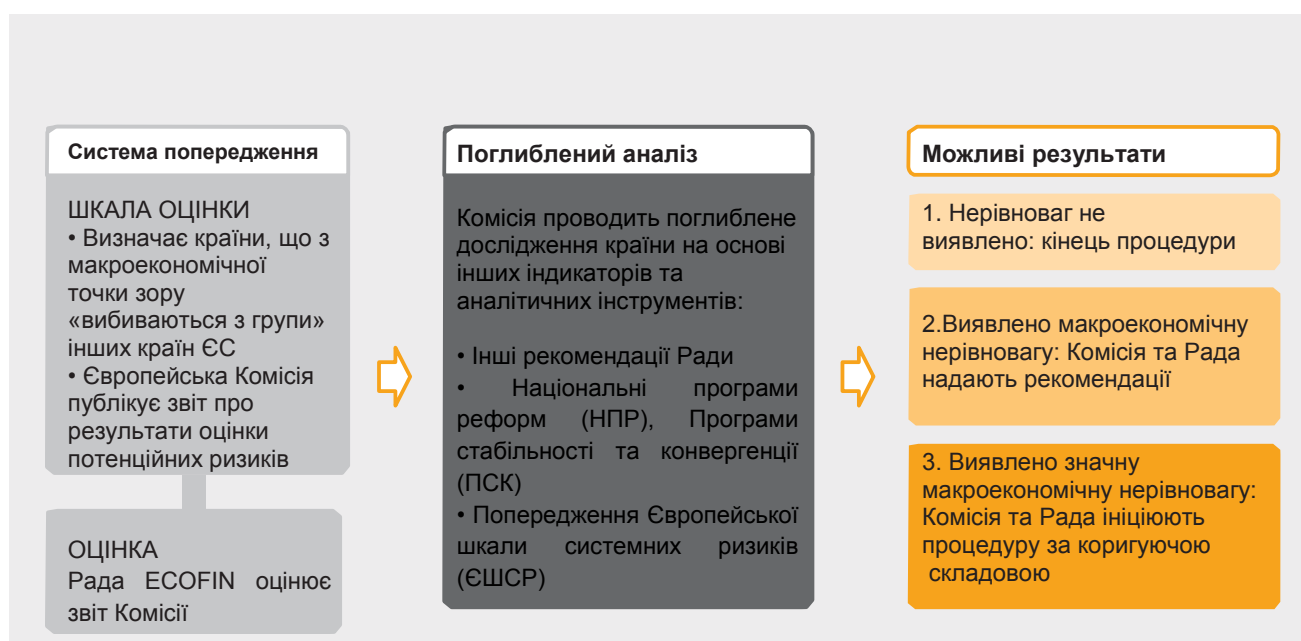 Система попередження
ШКАЛА ОЦІНКИ
• Визначає країни, що з
макроекономічної
точки зору
«вибиваються з групи»
інших країн ЄС
• Європейська Комісія
публікує звіт про
результати оцінки
потенційних ризиків
ОЦІНКА
Рада ECOFIN оцінює
звіт Комісії
Поглиблений аналіз
Комісія проводить поглиблене
дослідження країни на основі
інших індикаторів та
аналітичних інструментів:
• Інші рекомендації Ради
• Національні програми
реформ (НПР), Програми
стабільності та конвергенції
(ПСК)
• Попередження Європейської
шкали системних ризиків
(ЄШСР)
Можливі результати
1. Нерівноваг не
виявлено: кінець процедури
2.Виявлено макроекономічну
нерівновагу: Комісія та Рада
надають рекомендації
3. Виявлено значну
макроекономічну нерівновагу:
Комісія та Рада ініціюють
процедуру за коригуючою
складовою